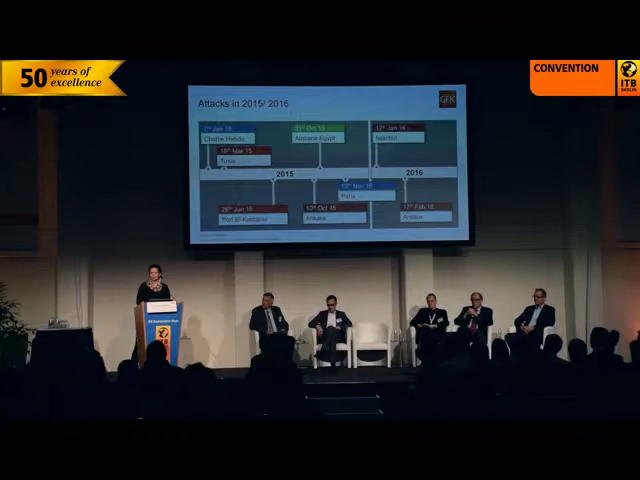 50 years of
excellence
CONVENTION
ITB
BERLIN
Attacks in 2015/ 2016
GFK
7th Jan 15
Charlie Hebdo
31st Oct 15
Airplane Egypt
12th Jan 16
Istanbul
18th Mar 15
Tunis
2015
2016
13th Nov 15
Paris
26th Jun 15
Port El-Kantaoui
10th Oct 15
Ankara
17th Feb 16
Ankara